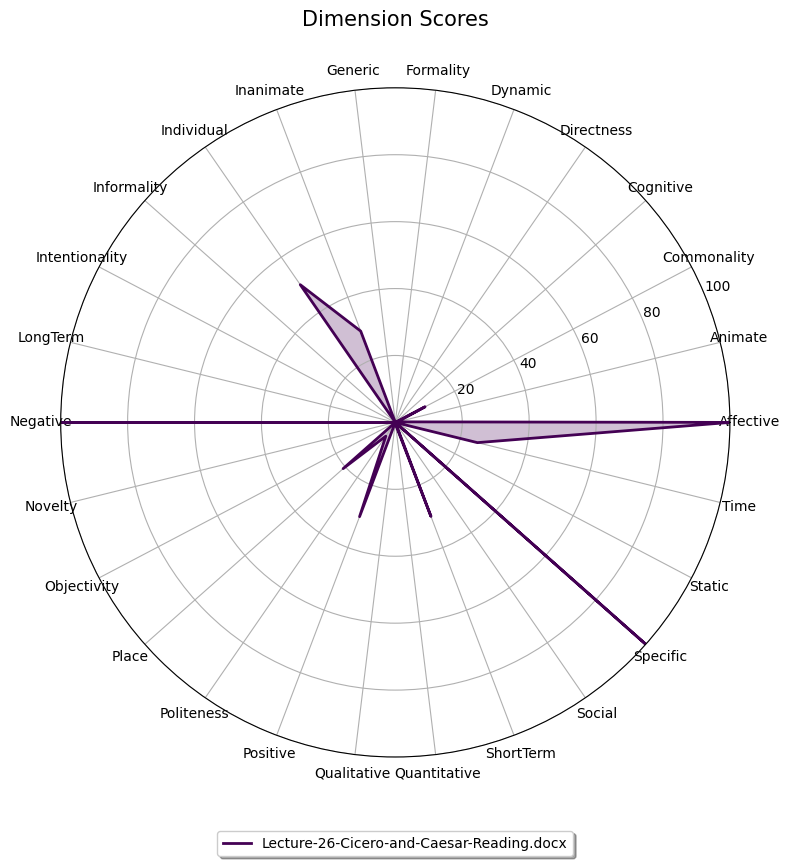 Dimension Scores
Generic Formality
Inanimate Dynamic
Individual Directness
Informality Cognitive
Intentionality Commonality
100
80
LongTerm 60 Animate
40
20
Negative Affective
Novelty Time
Objectivity Static
Place Specific
Politeness Social
Positive ShortTerm
Qualitative Quantitative
Lecture-26-Cicero-and-Caesar-Reading.docx